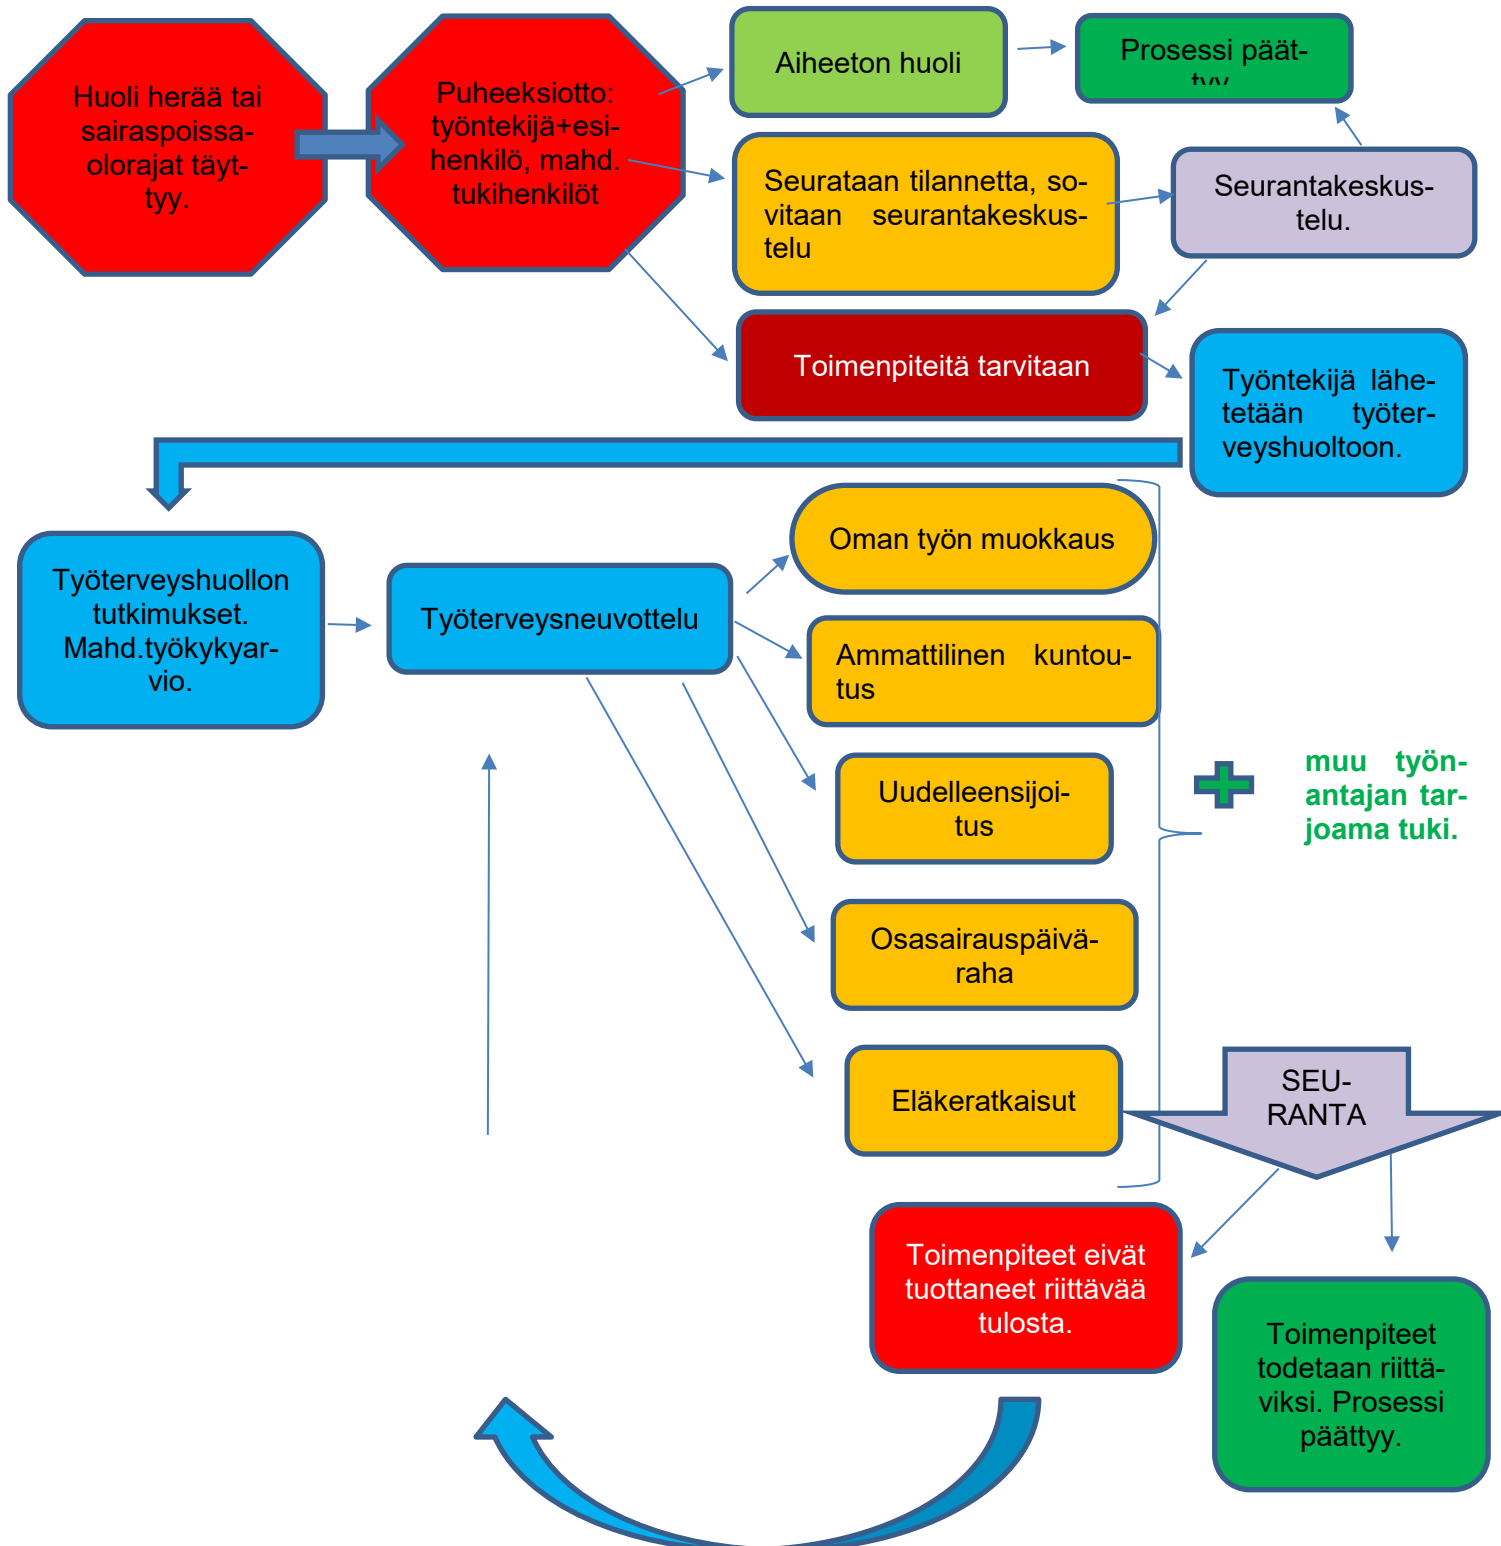 Huoli herää tai
sairaspoissa-
olorajat täyt-
tyy.
Puheeksiotto:
työntekijä+esi-
henkilö, mahd.
tukihenkilöt
Aiheeton huoli
Prosessi päät-
tyy
Seurataan tilannetta, so-
vitaan seurantakeskus-
telu
Seurantakeskus-
telu.
Toimenpiteitä tarvitaan
Työntekijä lähe-
tetään työter-
veyshuoltoon.
Työterveyshuollon
tutkimukset.
Mahd.työkykyar-
vio.
Työterveysneuvottelu
Oman työn muokkaus
Ammattilinen kuntou-
tus
Uudelleensijoi-
tus
Osasairauspäivä-
raha
Eläkeratkaisut
muu työn-
antajan tar-
joama tuki.
SEU-
RANTA
Toimenpiteet eivät
tuottaneet riittävää
tulosta.
Toimenpiteet
todetaan riittä-
viksi. Prosessi
päättyy.